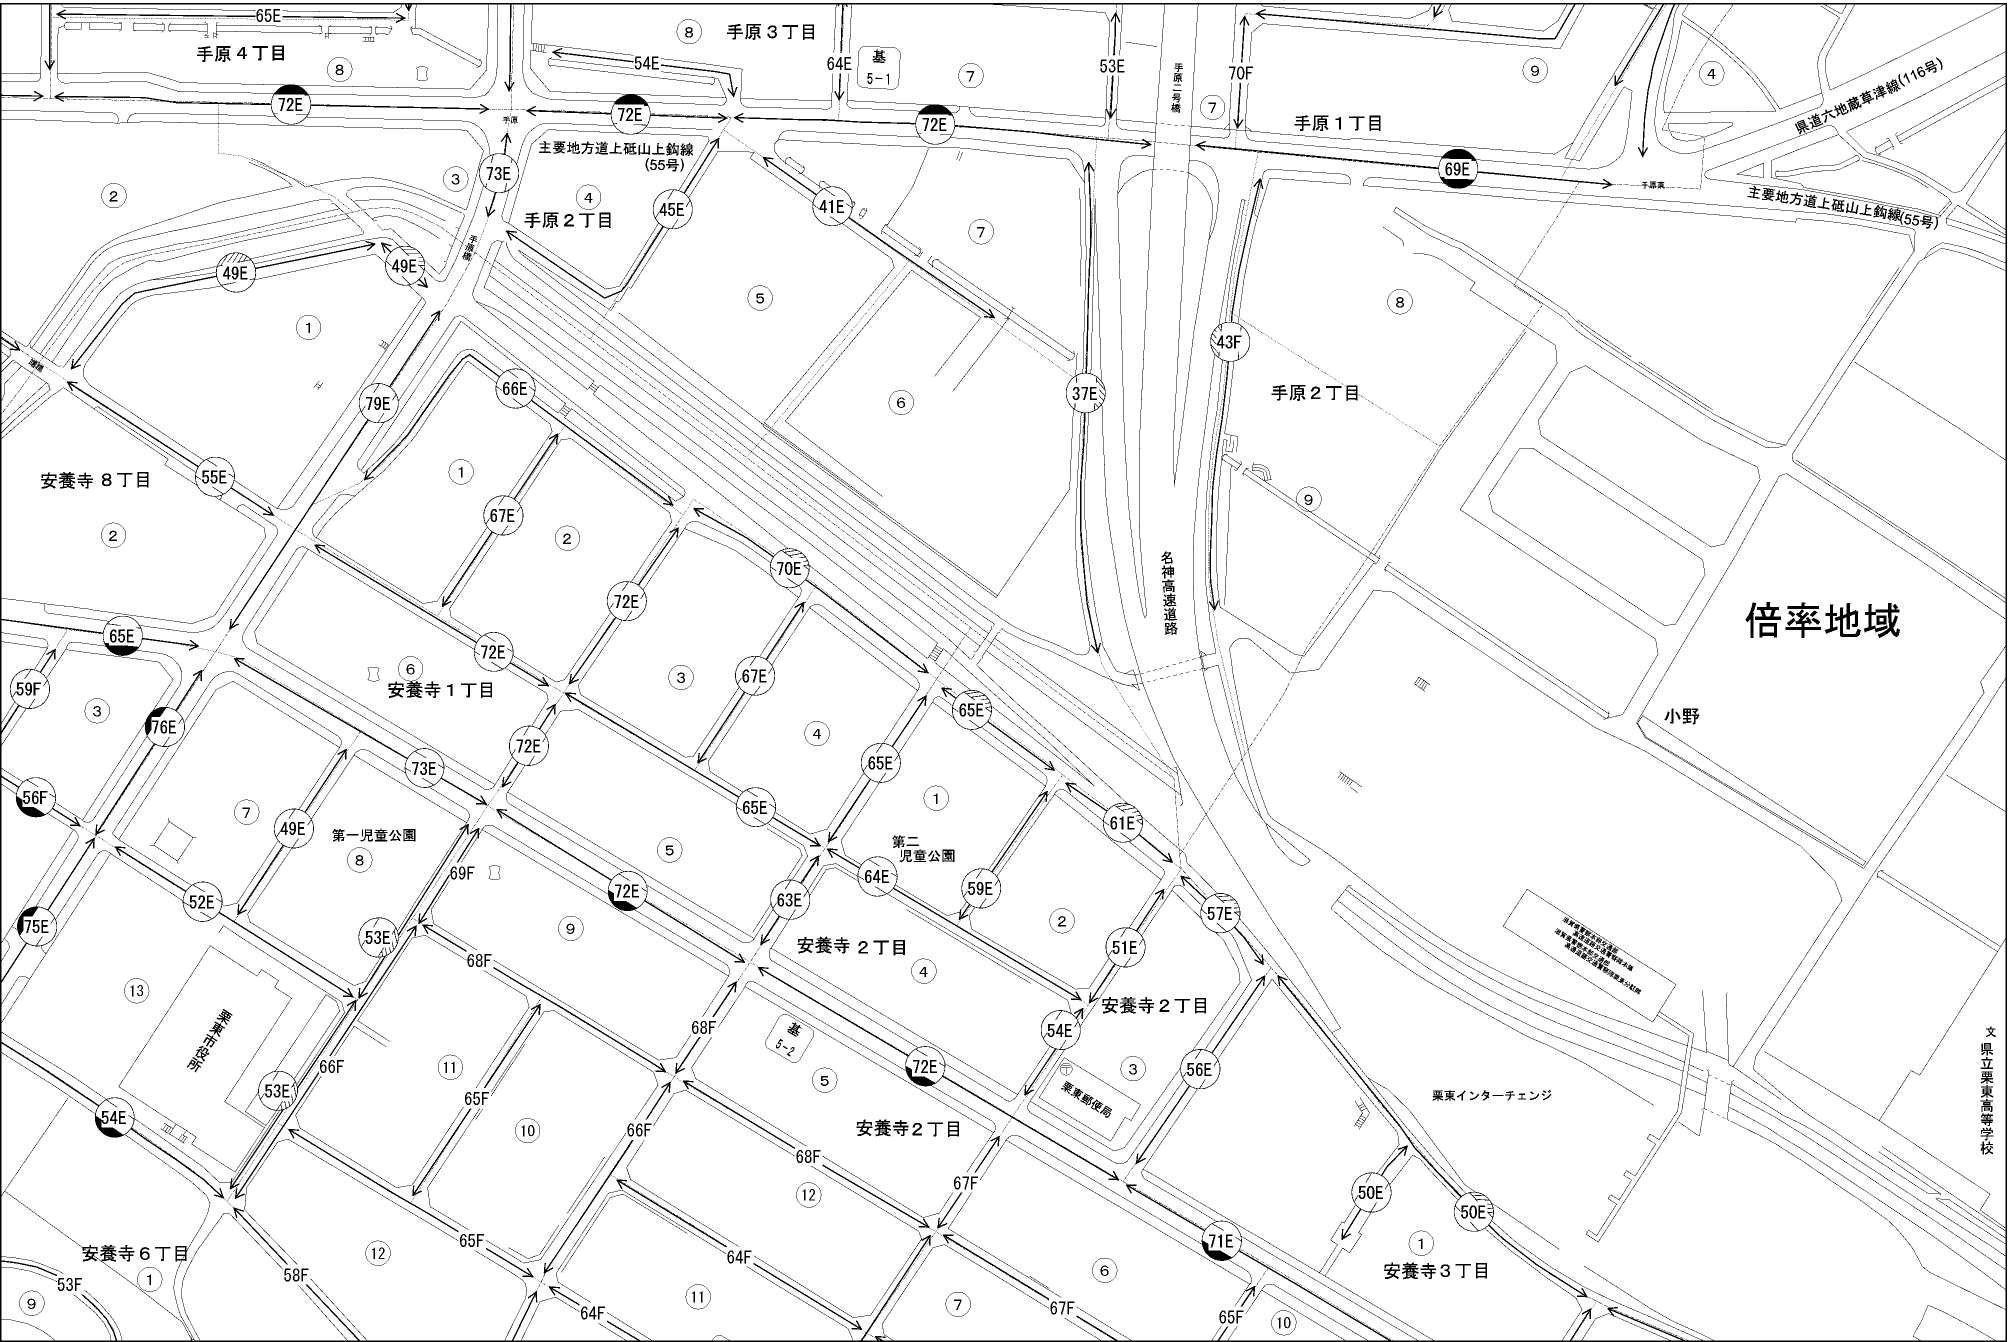 65E
手原4丁目
⑧
54E
⑧
手原3丁目
64E
基
5-1
⑦
53E
手原二号橋
70F
⑦
手原1丁目
⑨
④
県道六地蔵草津線(116号)
72E
手原
72E
72E
69E
手原東
主要地方道上砥山上鈎線(55号)
主要地方道上砥山上鈎線
(55号)
73E
③
④
手原2丁目
45E
41E
⑦
②
手原橋
49E
49E
①
⑤
⑧
43F
手原2丁目
37E
⑥
79E
66E
55E
安養寺8丁目
②
①
67E
②
⑨
70E
72E
名神高速道路
倍率地域
小野
65E
59F
③
76E
⑥
安養寺1丁目
72E
③
67E
65E
④
72E
73E
65E
65E
①
61E
56F
⑦
49E
第一児童公園
⑧
69F
⑤
第二
児童公園
64E
59E
②
57E
52E
75E
53E
72E
⑨
63E
安養寺2丁目
④
51E
安養寺2丁目
68F
⑬
栗東市役所
68F
基
5-2
54E
72E
栗東郵便局
③
56E
66F
53E
⑪
65F
⑩
66F
⑤
安養寺2丁目
54E
68F
67F
⑫
栗東インターチェンジ
文
県立栗東高等学校
50E
50E
①
安養寺3丁目
71E
65F
64F
安養寺6丁目
①
53F
⑨
58F
⑫
64F
⑪
⑥
⑦
67F
65F
⑩